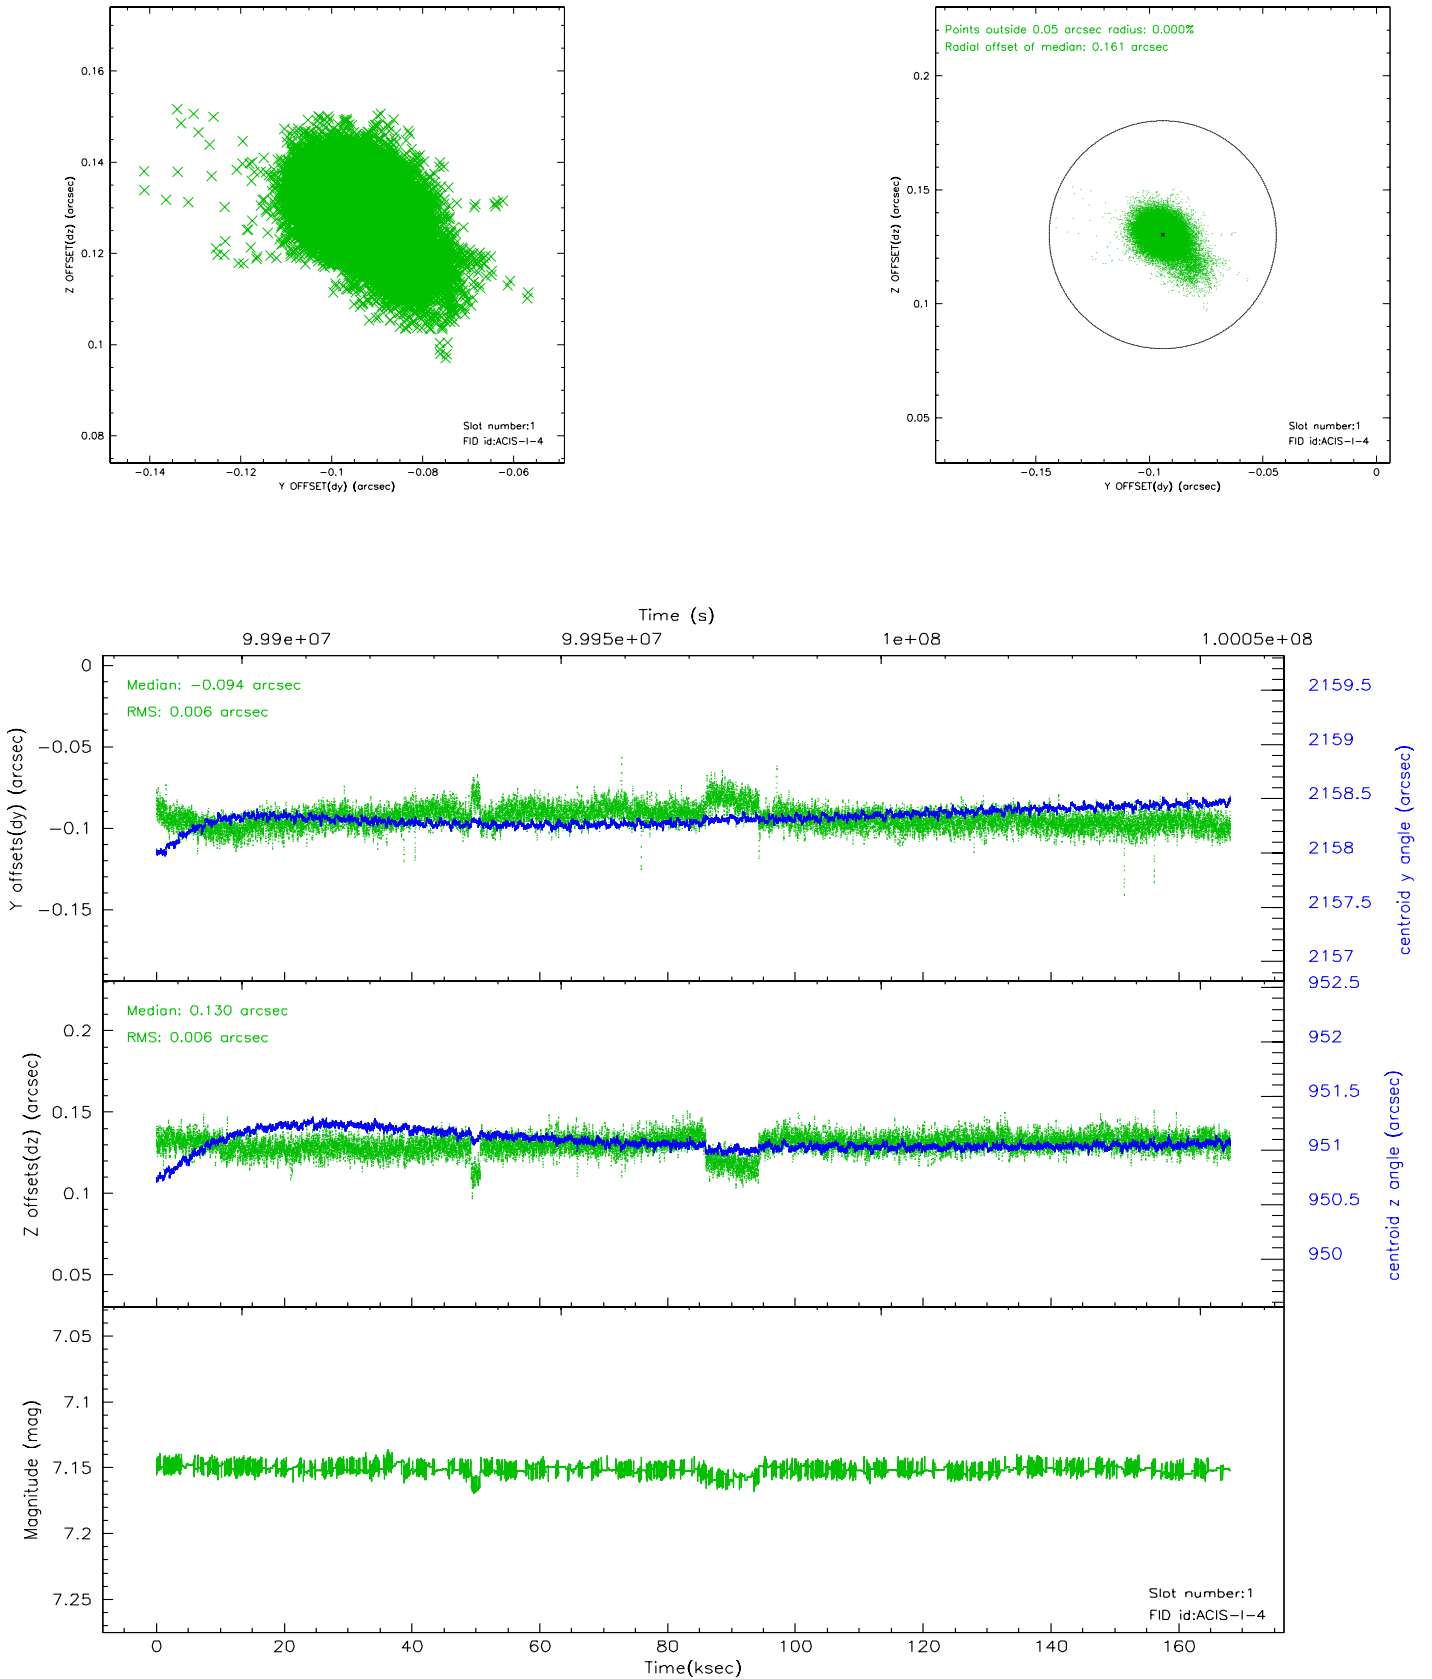 0.16
0.14
0.12
0.1
0.08
Z OFFSET(dz) (arcsec)
−0.14 −0.12 −0.1 −0.08 −0.06
Y OFFSET(dy) (arcsec)
Slot number:1
FID id:ACIS−I−4
Points outside 0.05 arcsec radius: 0.000%
Radial offset of median: 0.161 arcsec
0.2
0.15
0.1
0.05
Z OFFSET(dz) (arcsec)
−0.15 −0.1 −0.05 0
Y OFFSET(dy) (arcsec)
Slot number:1
FID id:ACIS−I−4
Time (s)
9.99e+07 9.995e+07 1e+08 1.0005e+08
Median: −0.094 arcsec
RMS: 0.006 arcsec
0
−0.05
−0.1
−0.15
Y offsets(dy) (arcsec)
2159.5
2159
2158.5
2158
2157.5
2157
centroid y angle (arcsec)
Median: 0.130 arcsec
RMS: 0.006 arcsec
0.2
0.15
0.1
0.05
Z offsets(dz) (arcsec)
952.5
952
951.5
951
950.5
950
centroid z angle (arcsec)
7.05
7.1
7.15
7.2
7.25
Magnitude (mag)
Slot number:1
FID id:ACIS−I−4
0 20 40 60 80 100 120 140 160
Time(ksec)